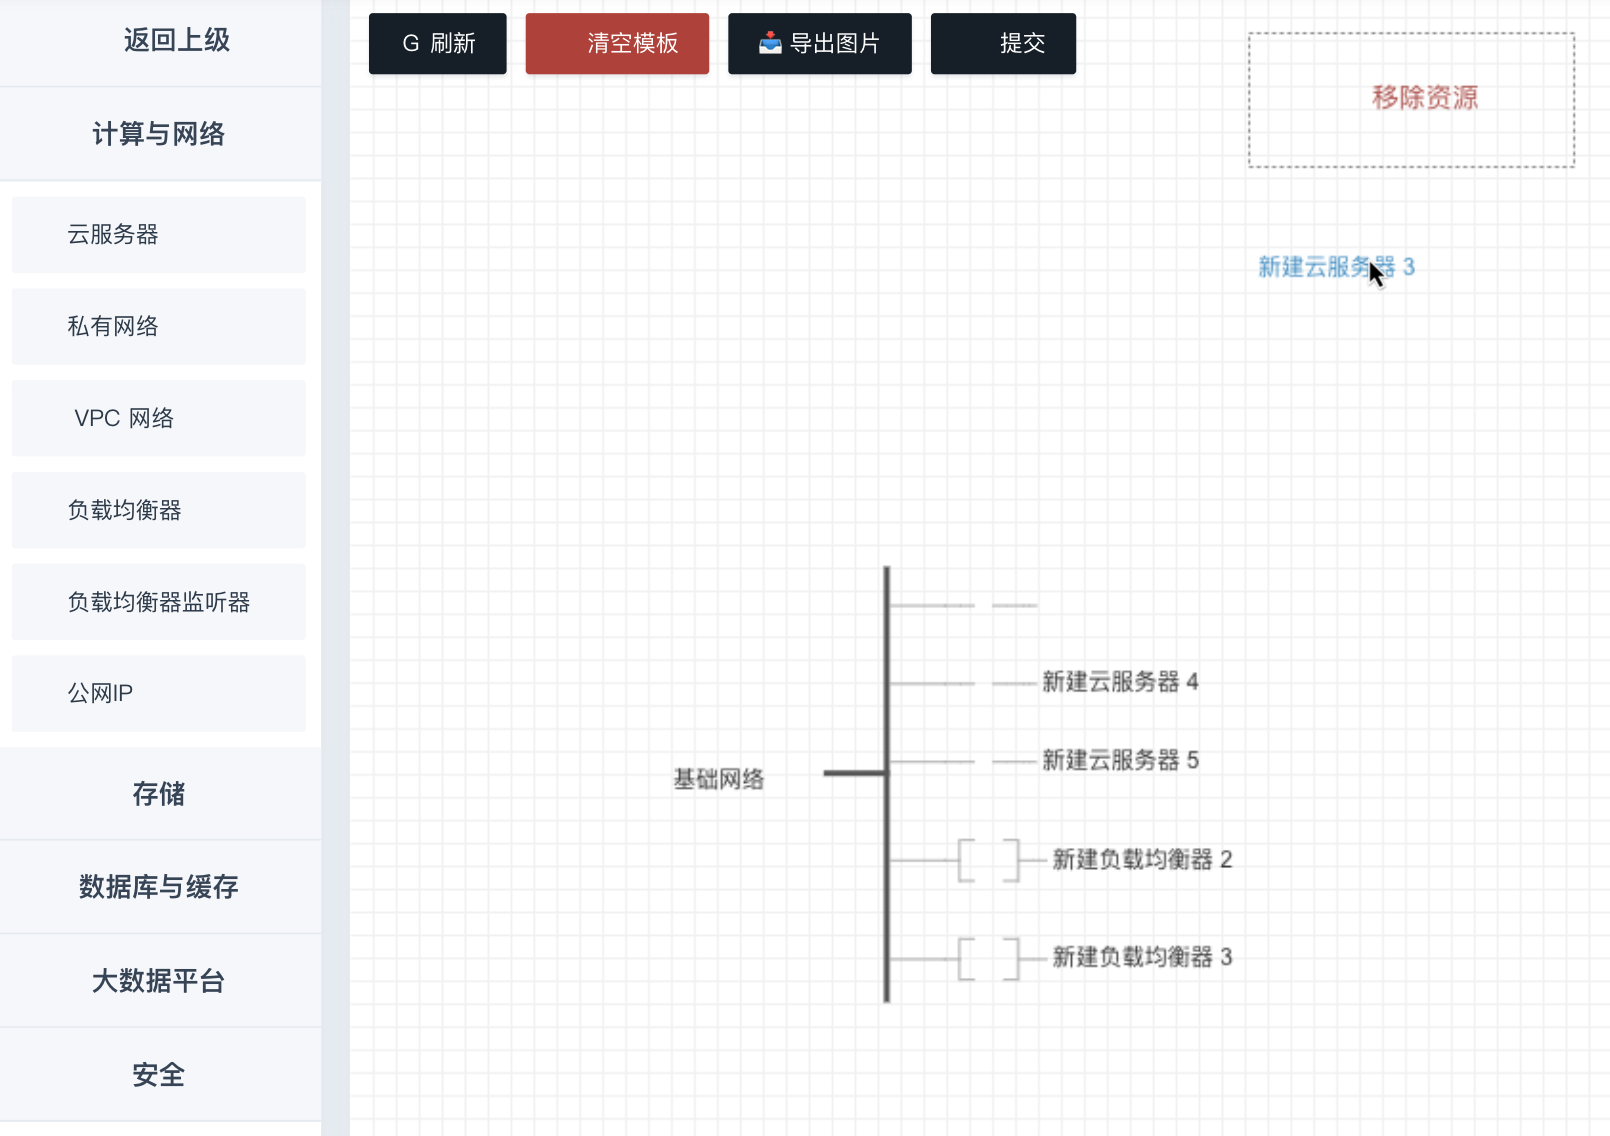 返回上级
计算与网络
云服务器
私有网络
VPC 网络
负载均衡器
负载均衡器监听器
公网IP
存储
数据库与缓存
大数据平台
安全
G 刷新
清空模板
导出图片
提交
移除资源
新建云服务器 3
新建云服务器 4
新建云服务器 5
基础网络
新建负载均衡器 2
新建负载均衡器 3